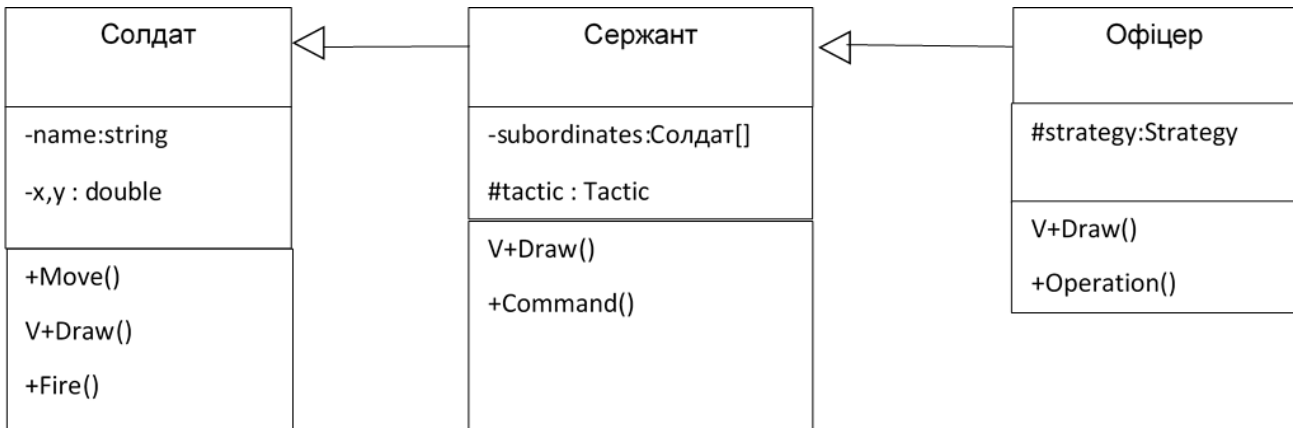 Солдат
-name:string
-x,y : double
+Move()
V+Draw()
+Fire()
Сержант
-subordinates:Солдат[]
#tactic : Tactic
V+Draw()
+Command()
Офіцер
#strategy:Strategy
V+Draw()
+Operation()